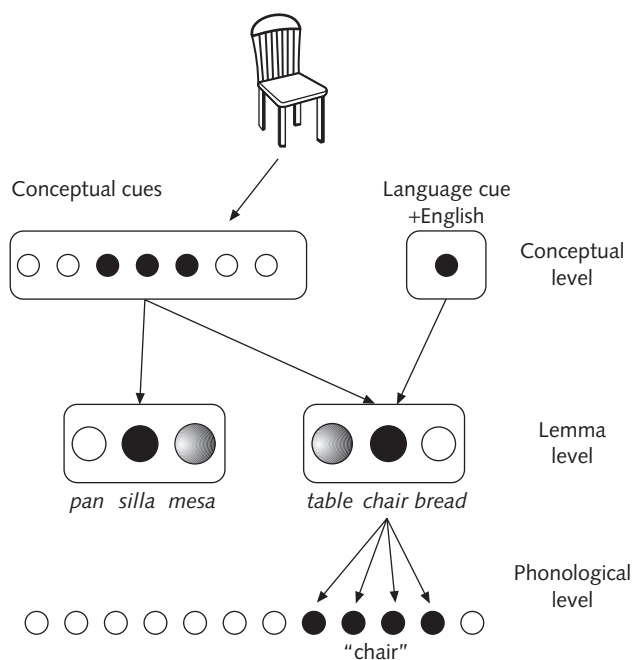 Conceptual cues
Language cue
+English
Conceptual
level
Lemma
level
pan silla mesa
table chair bread
Phonological
level
“chair”